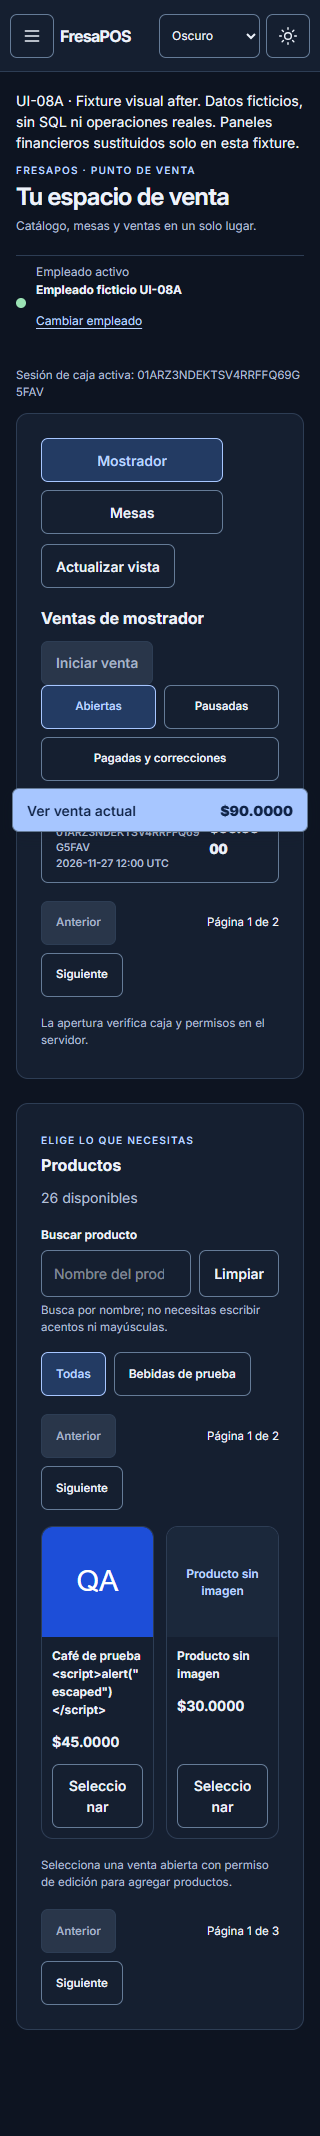 FresaPOS
Oscuro
UI-08A · Fixture visual after. Datos ficticios,
sin SQL ni operaciones reales. Paneles
financieros sustituidos solo en esta fixture.
FRESAPOS · PUNTO DE VENTA
Tu espacio de venta
Catálogo, mesas y ventas en un solo lugar.
Empleado activo
Empleado ficticio UI-08A
Cambiar empleado
Sesión de caja activa: 01ARZ3NDEKTSV4RRFFQ69G
5FAV
Mostrador
Mesas
Actualizar vista
Ventas de mostrador
Iniciar venta
Abiertas
Pausadas
Pagadas y correcciones
Ver venta actual
$90.0000
01ARZ3NDEKTSV4RRFFQ69
G5FAV
00
2026-11-27 12:00 UTC
Anterior
Página 1 de 2
Siguiente
La apertura verifica caja y permisos en el
servidor.
ELIGE LO QUE NECESITAS
Productos
26 disponibles
Buscar producto
Nombre del prod
Limpiar
Busca por nombre; no necesitas escribir
acentos ni mayúsculas.
Todas
Bebidas de prueba
Anterior
Página 1 de 2
Siguiente
QA
Café de prueba
<script>alert("
escaped")
</script>
$45.0000
Seleccio
nar
Producto sin
imagen
Producto sin
imagen
$30.0000
Seleccio
nar
Selecciona una venta abierta con permiso
de edición para agregar productos.
Anterior
Página 1 de 3
Siguiente